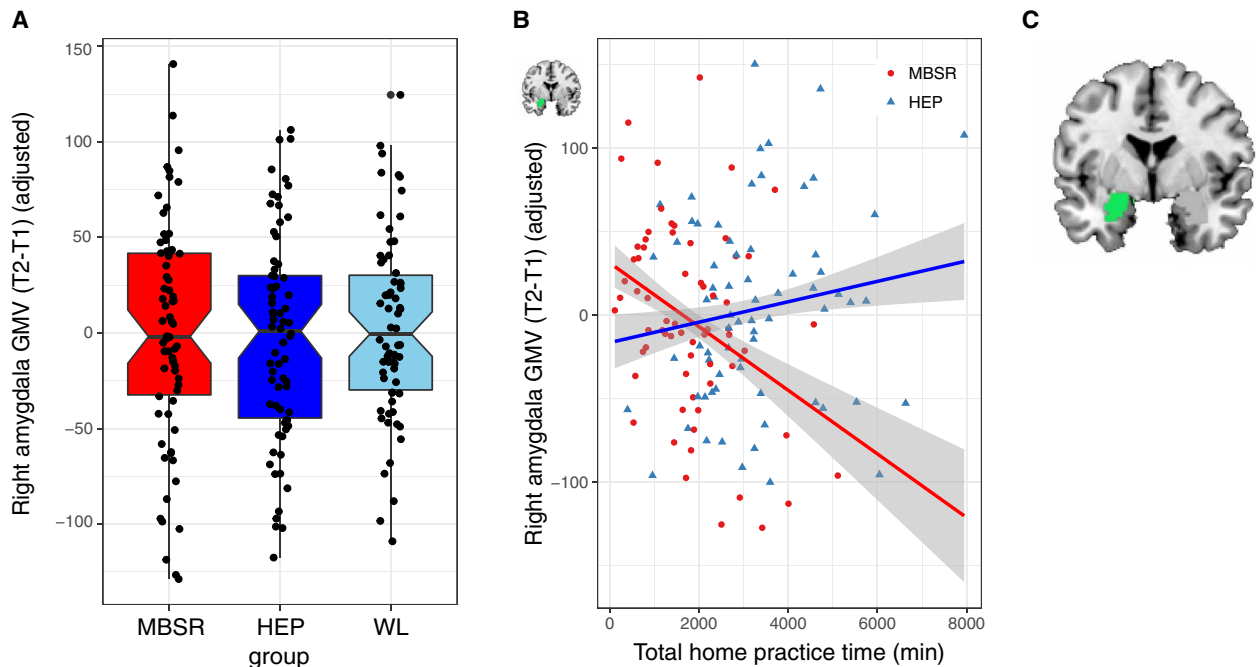 A
Right amygdala GMV (T2-T1) (adjusted)
150
100
50
0
−50
−100
MBSR HEP WL
group
B
Right amygdala GMV (T2-T1) (adjusted)
MBSR
HEP
100
0
−100
0 2000 4000 6000 8000
Total home practice time (min)
C